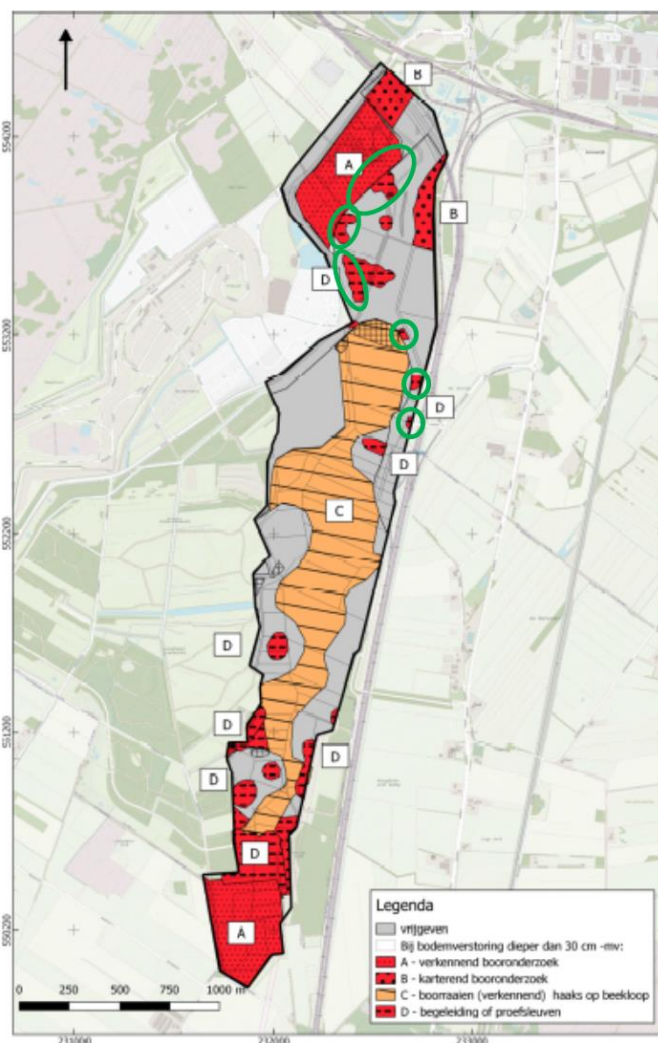 B
554200
A
B
D
553200
D
D
C
552200
D
D
551200
D
D
D
A
550200
Legenda
vrijgeven
Bij bodemverstoring dieper dan 30 cm -mv:
A - verkennend booronderzoek
B - karterend booronderzoek
C - boorraaien (verkennend) haaks op beekloop
D - begeleiding of proefsleuven
0 250 500 750 1000 m
231000 232000 233000